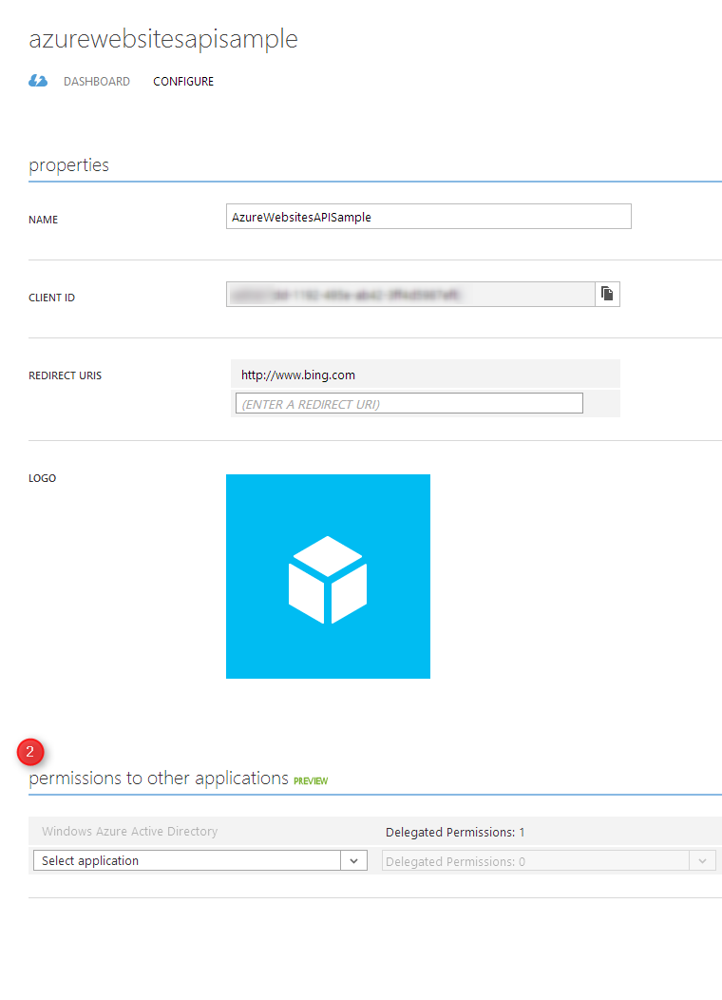 azurewebsitesapisample
DASHBOARD CONFIGURE
properties
NAME AzureWebsitesAPISample
CLIENT ID
REDIRECT URIS http://www.bing.com
(ENTER A REDIRECT URI)
LOGO
2
permissions to other applications PREVIEW
Windows Azure Active Directory Delegated Permissions: 1
Select application Delegated Permissions: 0